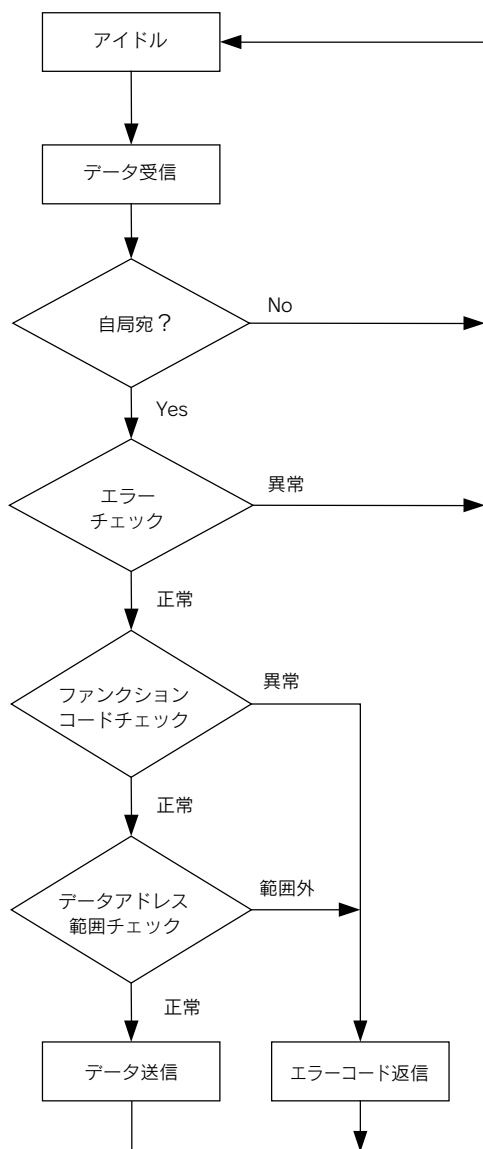 アイドル
データ受信
自局宛？
No
Yes
エラー
チェック
異常
正常
ファンクション
コードチェック
異常
正常
データアドレス
範囲チェック
範囲外
正常
データ送信
エラーコード返信